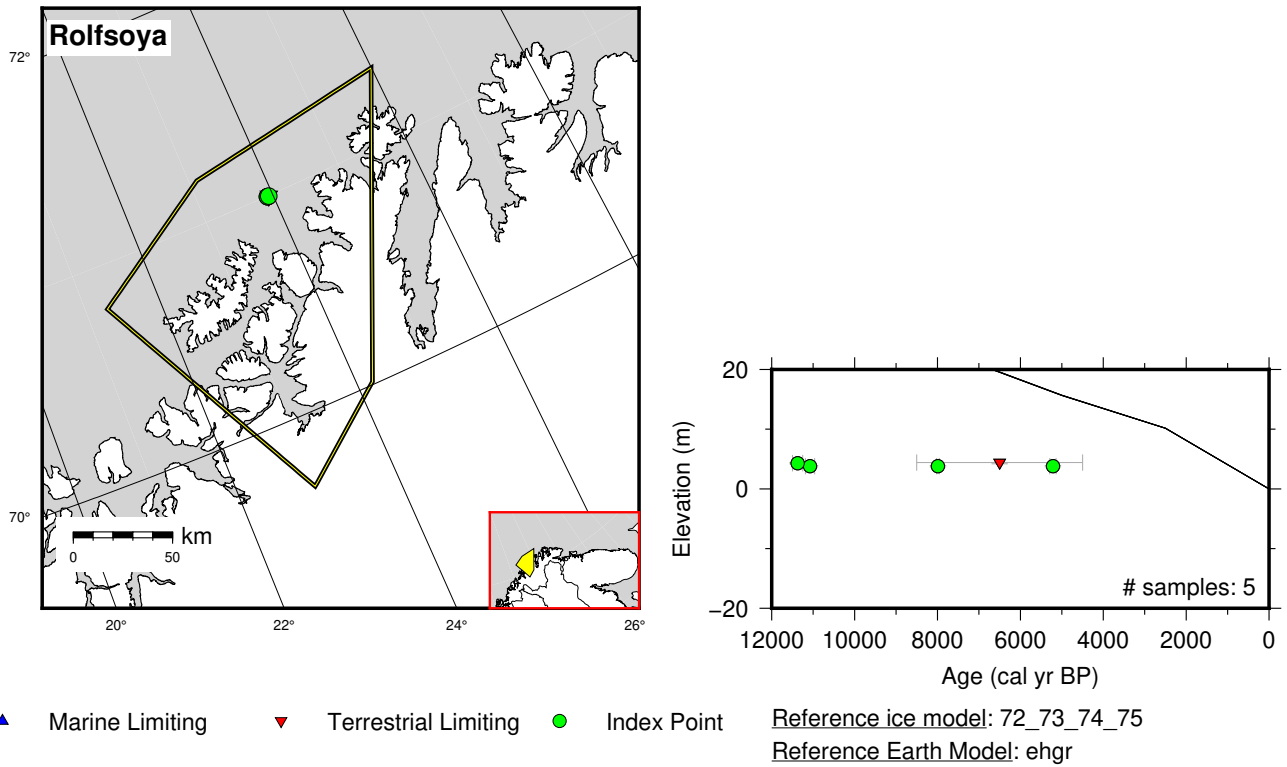 Rolfsoya
72°
70°
km
0 50
20° 22° 24° 26°
20
0
−20
Elevation (m)
# samples: 5
12000 10000 8000 6000 4000 2000 0
Age (cal yr BP)
Marine Limiting Terrestrial Limiting Index Point
Reference ice model: 72_73_74_75
Reference Earth Model: ehgr